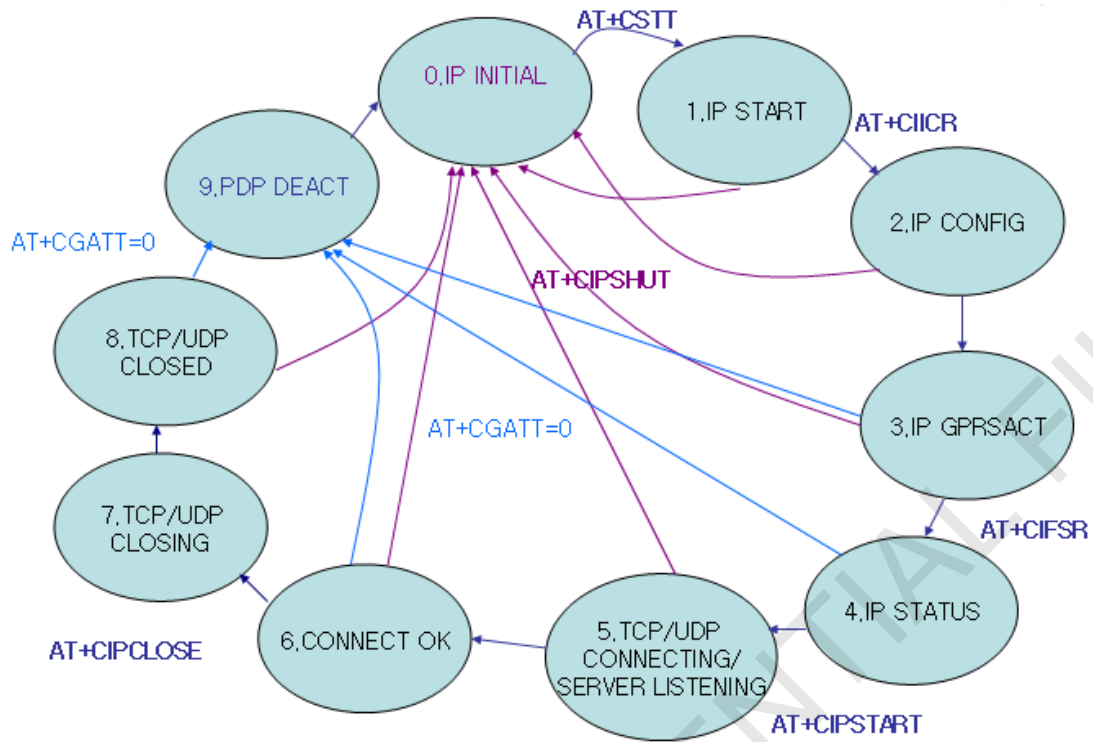 AT+CSTT
0,IP INITIAL
1,IP START
AT+CIICR
9,PDP DEACT
2,IP CONFIG
AT+CGATT=0
AT+CIPSHUT
8,TCP/UDP
CLOSED
3,IP GPRSACT
AT+CGATT=0
7,TCP/UDP
CLOSING
AT+CIFSR
4,IP STATUS
6,CONNECT OK
5,TCP/UDP
CONNECTING/
SERVER LISTENING
AT+CIPCLOSE
AT+CIPSTART
ENTIAL FI